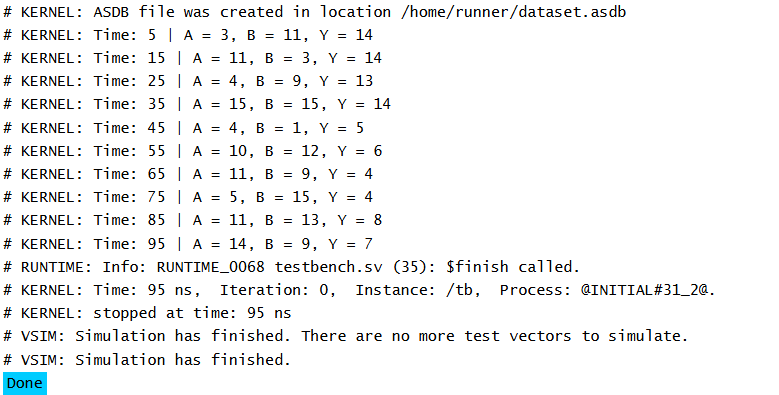 # KERNEL: ASDB file was created in location /home/runner/dataset.asdb
# KERNEL: Time: 5 | A = 3, B = 11, Y = 14
# KERNEL: Time: 15 | A = 11, B = 3, Y = 14
# KERNEL: Time: 25 | A = 4, B = 9, Y = 13
# KERNEL: Time: 35 | A = 15, B = 15, Y = 14
# KERNEL: Time: 45 | A = 4, B = 1, Y = 5
# KERNEL: Time: 55 | A = 10, B = 12, Y = 6
# KERNEL: Time: 65 | A = 11, B = 9, Y = 4
# KERNEL: Time: 75 | A = 5, B = 15, Y = 4
# KERNEL: Time: 85 | A = 11, B = 13, Y = 8
# KERNEL: Time: 95 | A = 14, B = 9, Y = 7
# RUNTIME: Info: RUNTIME_0068 testbench.sv (35): $finish called.
# KERNEL: Time: 95 ns,  Iteration: 0,  Instance: /tb,  Process: @INITIAL#31_2@.
# KERNEL: stopped at time: 95 ns
# VSIM: Simulation has finished. There are no more test vectors to simulate.
# VSIM: Simulation has finished.
Done